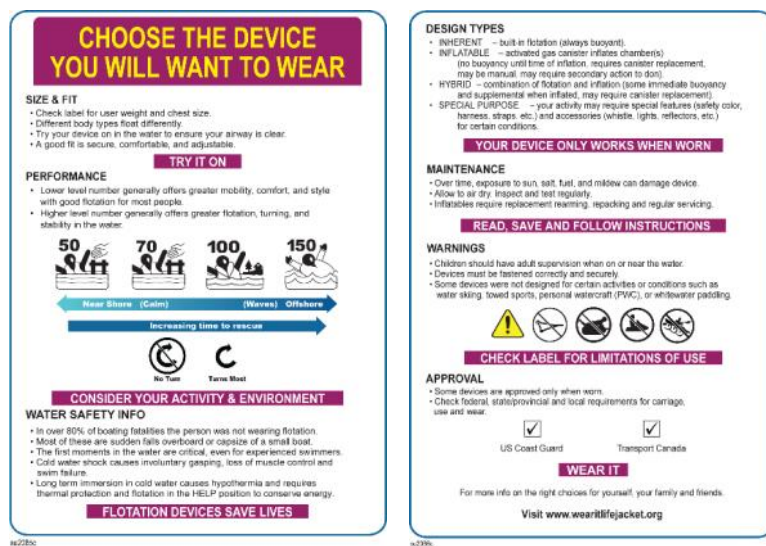 CHOOSE THE DEVICE
YOU WILL WANT TO WEAR
SIZE & FIT
• Check label for user weight and chest size.
• Different body types float differently.
• Try your device on in the water to ensure your airway is clear.
• A good fit is secure, comfortable, and adjustable.
TRY IT ON
PERFORMANCE
• Lower level number generally offers greater mobility, comfort, and style
with good flotation for most people.
• Higher level number generally offers greater flotation, turning, and
stability in the water.
50 70 100 150
Near Shore (Calm) (Waves) Offshore
Increasing time to rescue
No Turn Turns Most
CONSIDER YOUR ACTIVITY & ENVIRONMENT
WATER SAFETY INFO
• In over 80% of boating fatalities the person was not wearing flotation.
• Most of these are sudden falls overboard or capsize of a small boat.
• The first moments in the water are critical, even for experienced swimmers.
• Cold water shock causes involuntary gasping, loss of muscle control and
swim failure.
• Long term immersion in cold water causes hypothermia and requires
thermal protection and flotation in the HELP position to conserve energy.
FLOTATION DEVICES SAVE LIVES
DESIGN TYPES
• INHERENT – built-in flotation (always buoyant).
• INFLATABLE – activated gas canister inflates chamber(s)
(no buoyancy until time of inflation, requires canister replacement,
may be manual, may require secondary action to don).
• HYBRID – combination of flotation and inflation (some immediate buoyancy
and supplemental when inflated, may require canister replacement).
• SPECIAL PURPOSE – your activity may require special features (safety color,
harness, straps, etc.) and accessories (whistle, lights, reflectors, etc.)
for certain conditions.
YOUR DEVICE ONLY WORKS WHEN WORN
MAINTENANCE
• Over time, exposure to sun, salt, fuel, and mildew can damage device.
• Allow to air dry. Inspect and test regularly.
• Inflatables require replacement rearming, repacking and regular servicing.
READ, SAVE AND FOLLOW INSTRUCTIONS
WARNINGS
• Children should have adult supervision when on or near the water.
• Devices must be fastened correctly and securely.
• Some devices were not designed for certain activities or conditions such as
water skiing, towed sports, personal watercraft (PWC), or whitewater paddling.
CHECK LABEL FOR LIMITATIONS OF USE
APPROVAL
• Some devices are approved only when worn.
• Check federal, state/provincial and local requirements for carriage,
use and wear.
US Coast Guard Transport Canada
WEAR IT
For more info on the right choices for yourself, your family and friends.
Visit www.wearitlifejacket.org